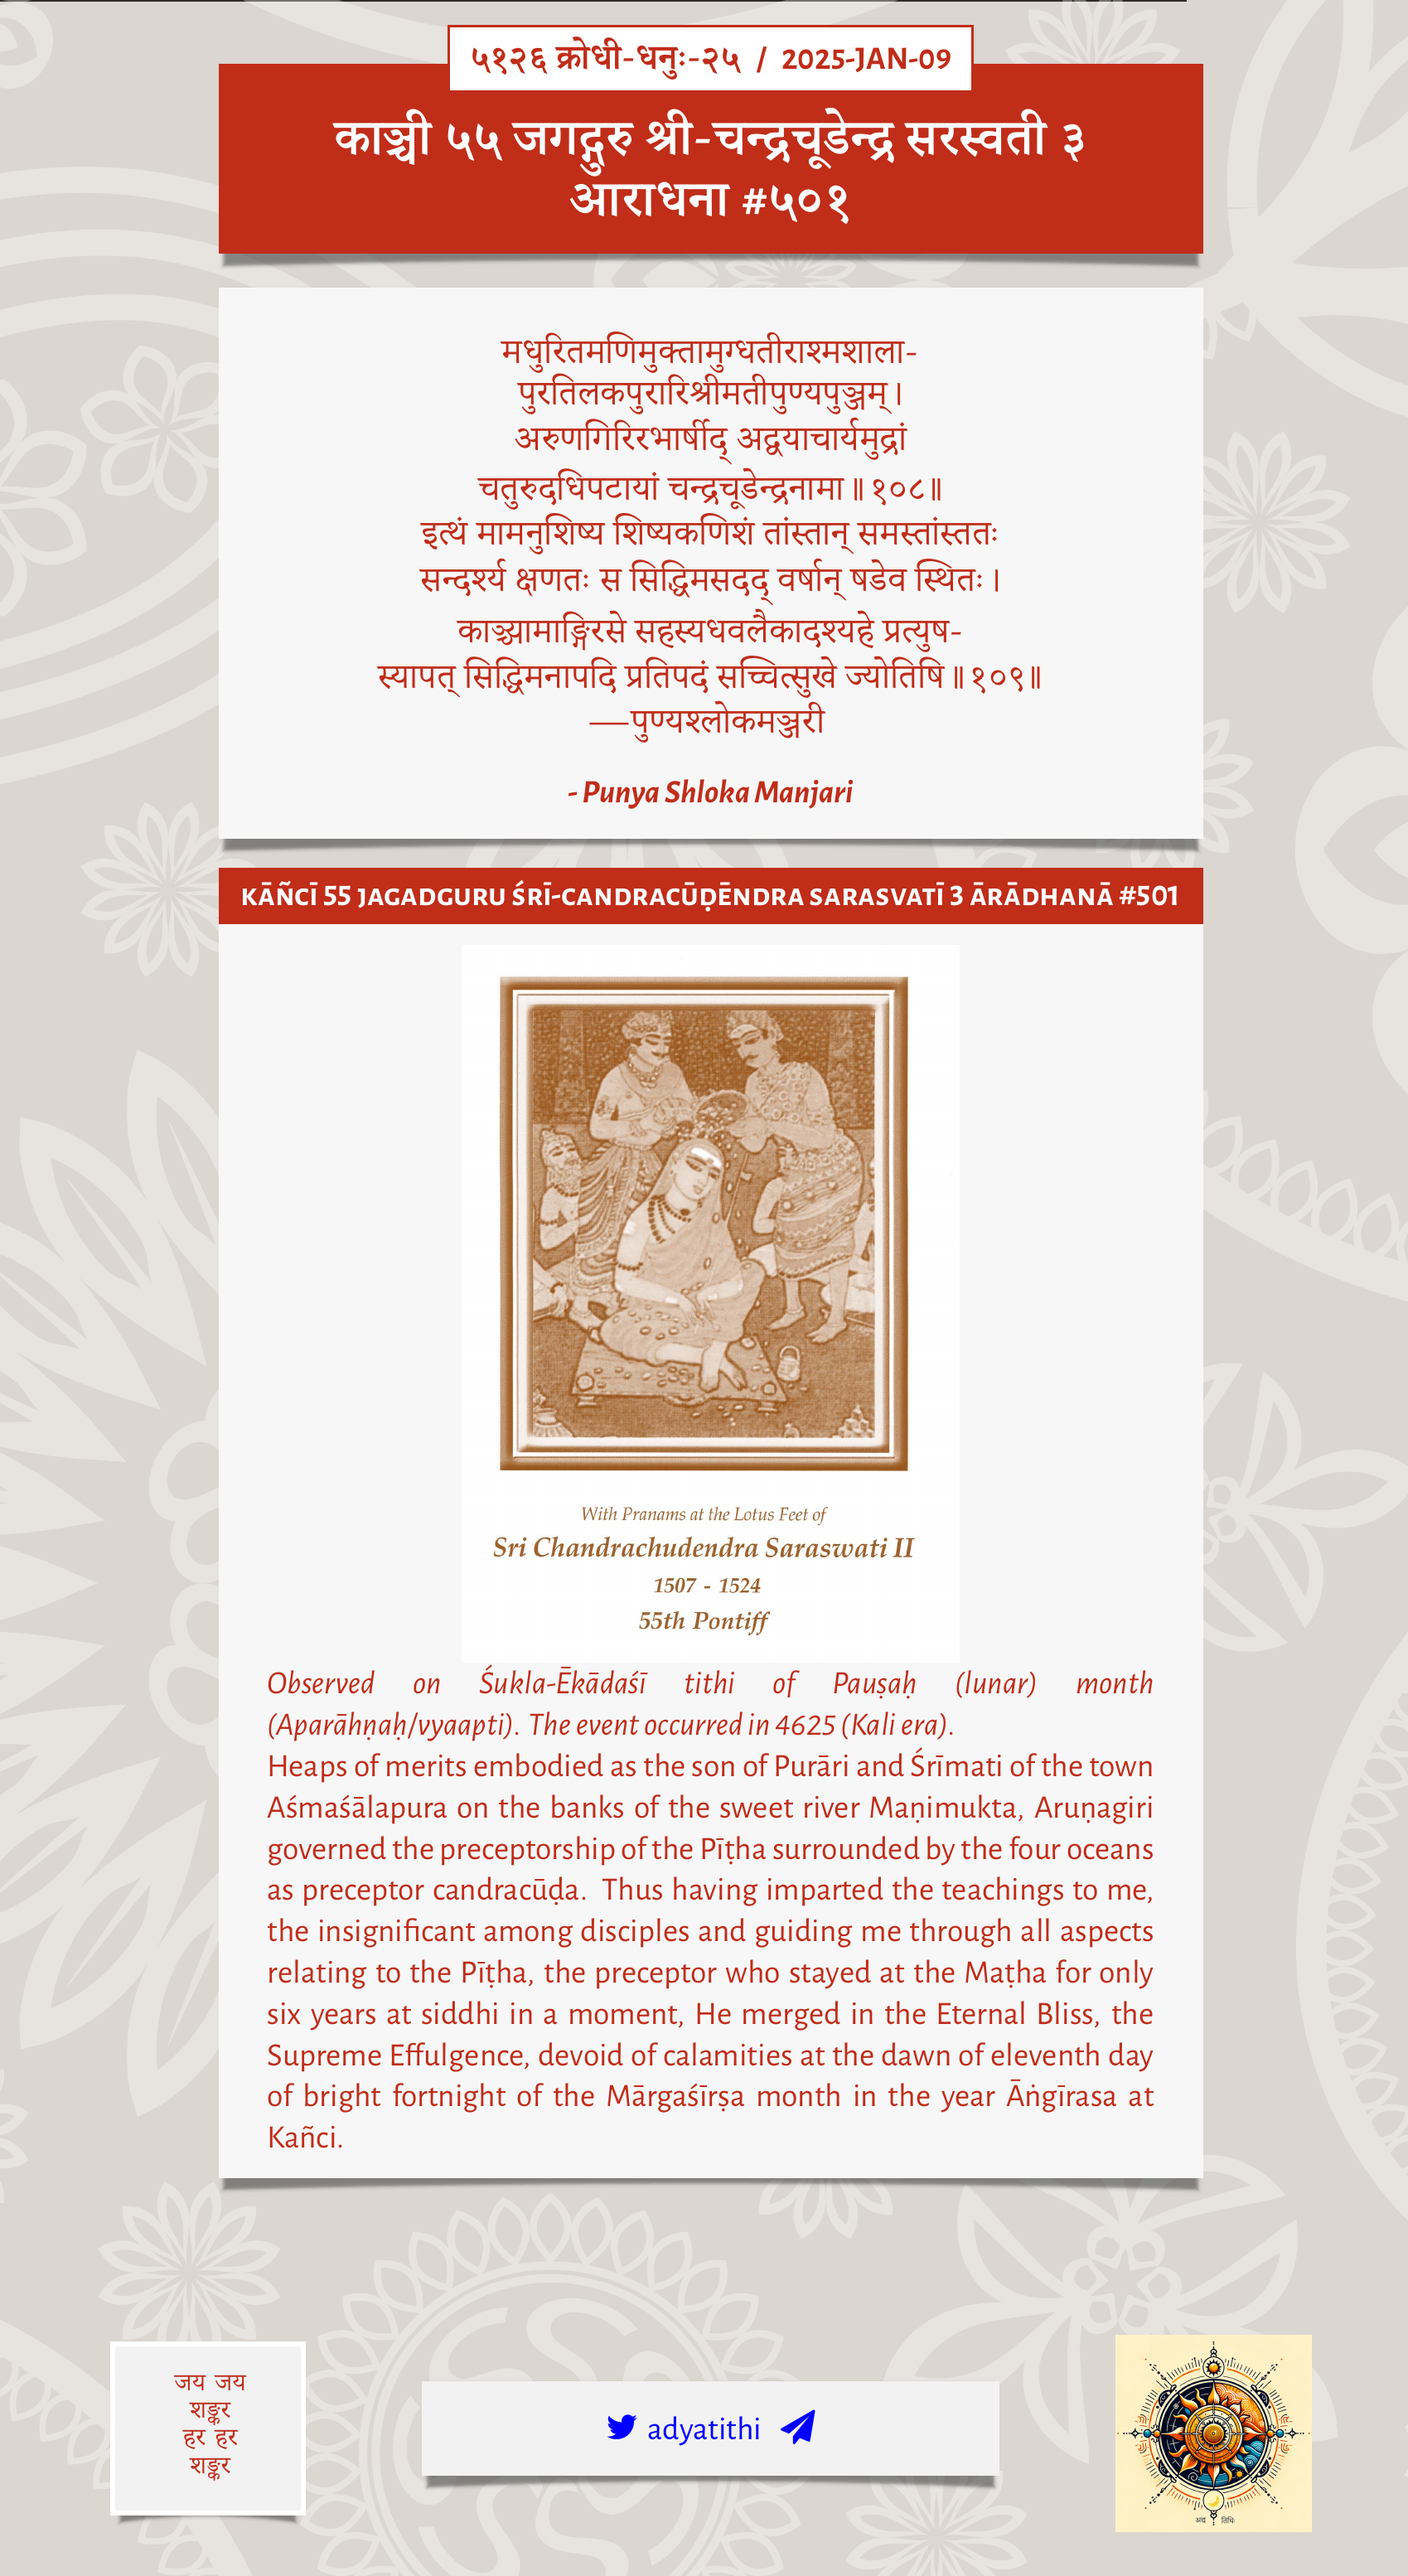 ५१२६ क्रोधी-धनुः-२५ / 2025-JAN-09
काञ्ची ५५ जगद्गुरु श्री-चन्द्रचूडेन्द्र सरस्वती ३
आराधना #५०१
मधुरितमणिमुक्तामुग्धतीराश्मशाला-
पुरतिलकपुरारिश्रीमतीपुण्यपुञ्जम्।
अरुणगिरिरभार्षीद् अद्वयाचार्यमुद्रां
चतुरुदधिपटायां चन्द्रचूडेन्द्रनामा॥१०८॥
इत्थं मामनुशिष्य शिष्यकणिशं तांस्तान् समस्तांस्ततः
सन्दर्श्य क्षणतः स सिद्धिमसदद् वर्षान् षडेव स्थितः।
काञ्च्यामाङ्गिरसे सहस्यधवलैकादश्यहे प्रत्युष-
स्यापत् सिद्धिमनापदि प्रतिपदं सच्चित्सुखे ज्योतिषि॥१०९॥
—पुण्यश्लोकमञ्जरी
- Punya Shloka Manjari
KĀÑCĪ 55 JAGADGURU ŚRĪ-CANDRACŪḌĒNDRA SARASVATĪ 3 ĀRĀDHANĀ #501
With Pranams at the Lotus Feet of
Sri Chandrachudendra Saraswati II
1507 - 1524
55th Pontiff
Observed on Śukla-Ēkādaśī tithi of Pauṣaḥ (lunar) month
(Aparāhṇaḥ/vyaapti). The event occurred in 4625 (Kali era).
Heaps of merits embodied as the son of Purāri and Śrīmati of the town
Aśmaśālapura on the banks of the sweet river Maṇimukta, Aruṇagiri
governed the preceptorship of the Pīṭha surrounded by the four oceans
as preceptor candracūḍa. Thus having imparted the teachings to me,
the insignificant among disciples and guiding me through all aspects
relating to the Pīṭha, the preceptor who stayed at the Maṭha for only
six years at siddhi in a moment, He merged in the Eternal Bliss, the
Supreme Effulgence, devoid of calamities at the dawn of eleventh day
of bright fortnight of the Mārgaśīrṣa month in the year Āṅgīrasa at
Kañci.
जय जय
शङ्कर
हर हर
शङ्कर
adyatithi
अद्य तिथिः